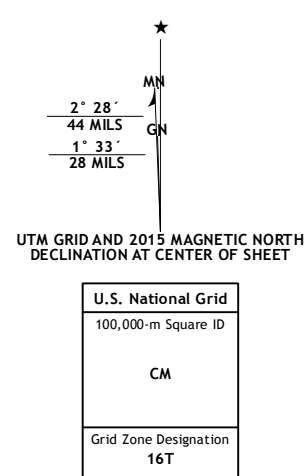 ★
MN
2° 28´
44 MILS
GN
1° 33´
28 MILS
UTM GRID AND 2015 MAGNETIC NORTH
DECLINATION AT CENTER OF SHEET
U.S. National Grid
100,000-m Square ID
CM
Grid Zone Designation
16T